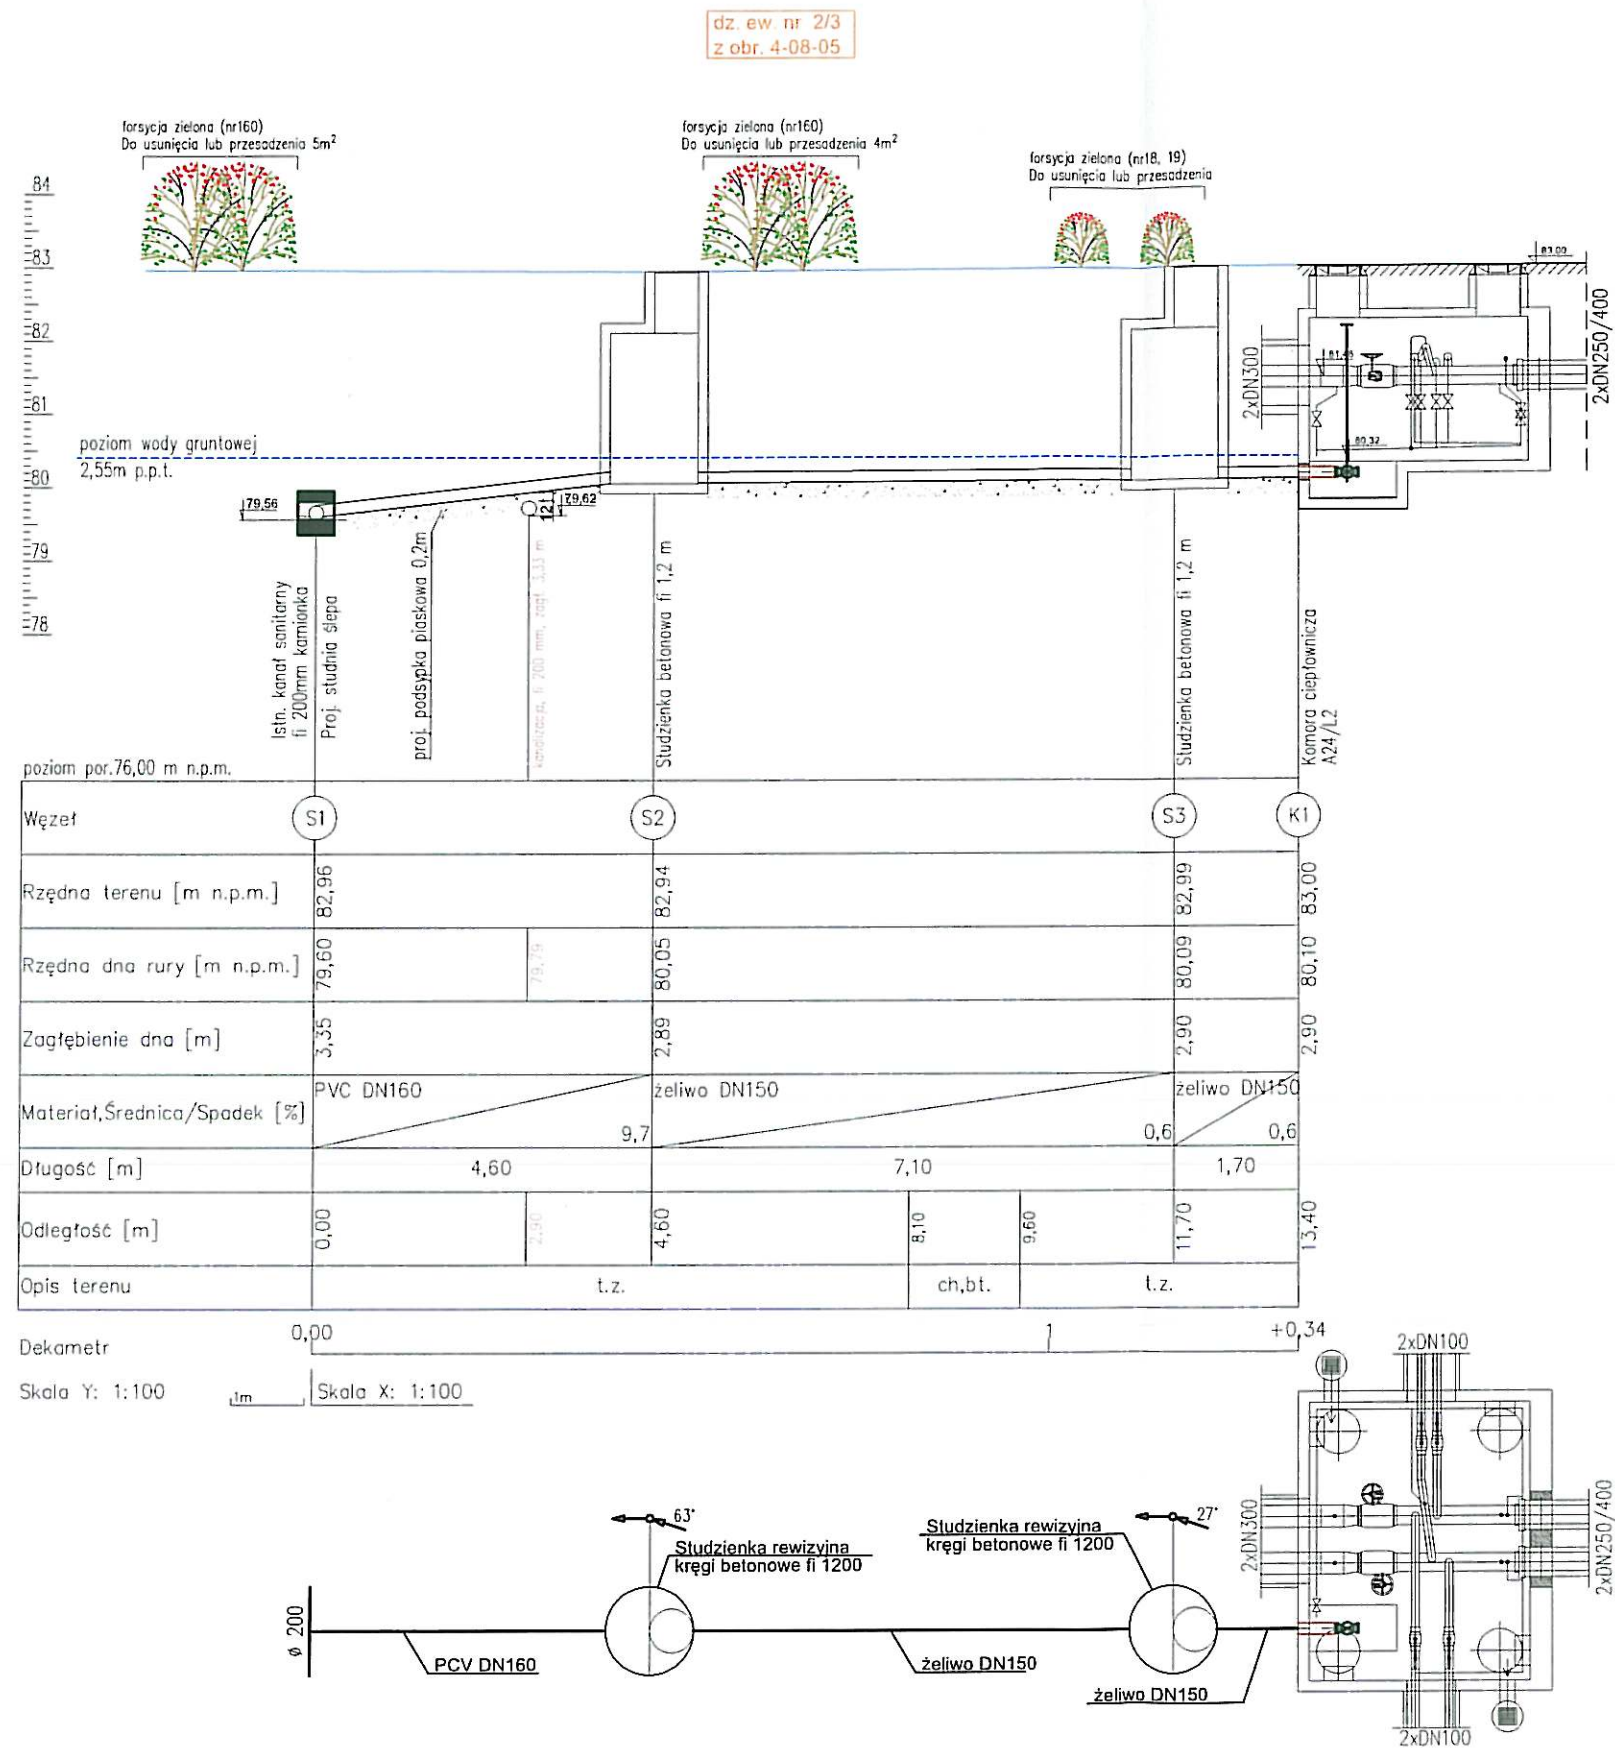 dz. ew. nr 2/3
z obr. 4-08-05
forsycja zielona (nr160)
Do usunięcia lub przesadzenia 5m²
forsycja zielona (nr160)
Do usunięcia lub przesadzenia 4m²
forsycja zielona (nr18, 19)
Do usunięcia lub przesadzenia
84
83
82
81
80
79
78
83.00
2xDN300
81.48
80.32
2xDN250/400
poziom wody gruntowej
2,55m p.p.t.
79,56
12
79,62
Istn. kanał sanitarny
fi 200mm kamionka
Proj. studnia ślepa
proj. podsypka piaskowa 0,2m
kanalizacja, fi 200 mm, zagł. 3,33 m
Studzienka betonowa fi 1,2 m
Studzienka betonowa fi 1,2 m
Komora ciepłownicza
A24/L2
poziom por.76,00 m n.p.m.
Węzeł S1 S2 S3 K1
Rzędna terenu [m n.p.m.] 82,96 82,94 82,99 83,00
Rzędna dna rury [m n.p.m.] 79,60 79,79 80,05 80,09 80,10
Zagłębienie dna [m] 3,35 2,89 2,90 2,90
Materiał,Średnica/Spadek [%] PVC DN160 9,7 żeliwo DN150 0,6 żeliwo DN150 0,6
Długość [m] 4,60 7,10 1,70
Odległość [m] 0,00 2,90 4,60 8,10 9,60 11,70 13,40
Opis terenu t.z. ch,bt. t.z.
Dekametr 0,00 1 +0,34
Skala Y: 1:100 1m Skala X: 1:100
2xDN100
63°
Studzienka rewizyjna
kręgi betonowe fi 1200
27°
Studzienka rewizyjna
kręgi betonowe fi 1200
2xDN300
2xDN250/400
ø 200
PCV DN160
żeliwo DN150
żeliwo DN150
2xDN100